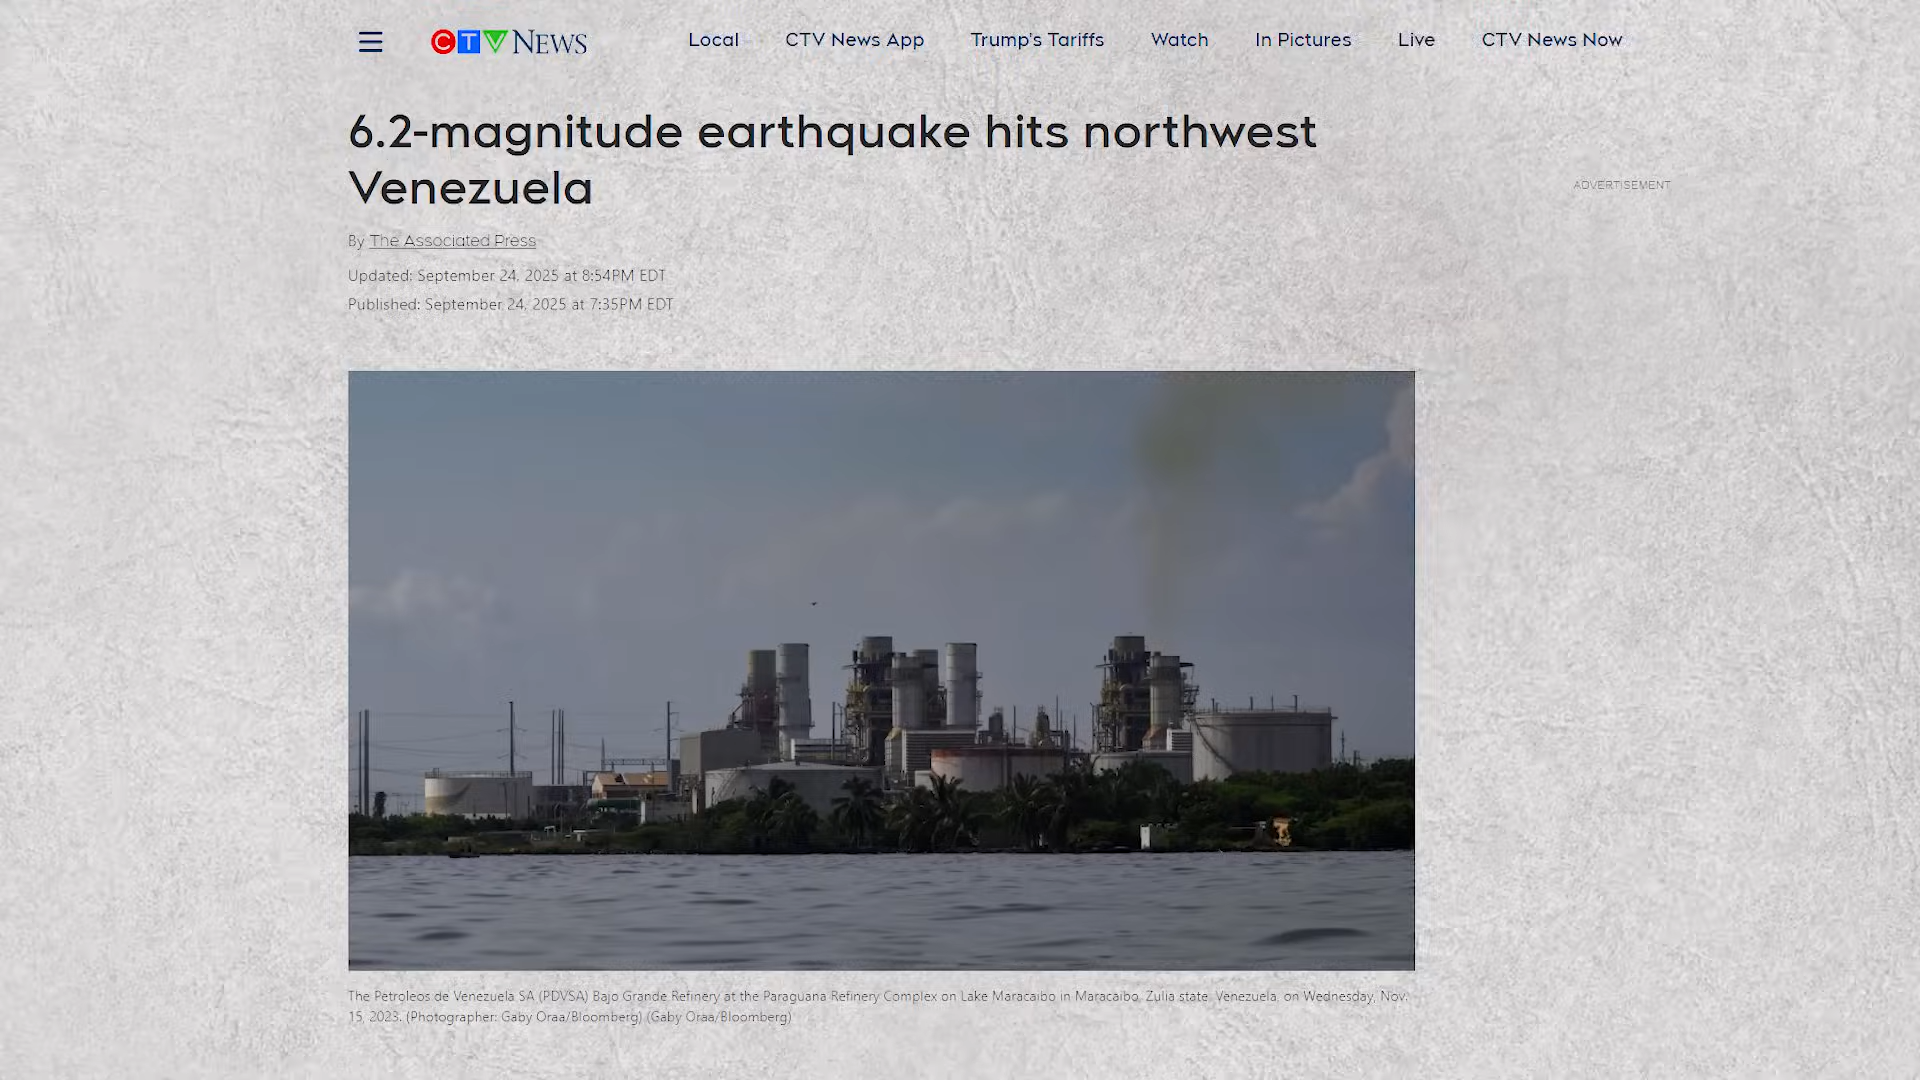 CTV NEWS
Local
CTV News App
Trump's Tariffs
Watch
In Pictures
Live
CTV News Now
6.2-magnitude earthquake hits northwest
Venezuela
ADVERTISEMENT
By The Associated Press
Updated: September 24, 2025 at 8:54PM EDT
Published: September 24, 2025 at 7:35PM EDT
The Petroleos de Venezuela SA (PDVSA) Bajo Grande Refinery at the Paraguana Refinery Complex on Lake Maracaibo in Maracaibo, Zulia state, Venezuela, on Wednesday, Nov.
15, 2023. (Photographer: Gaby Oraa/Bloomberg) (Gaby Oraa/Bloomberg)